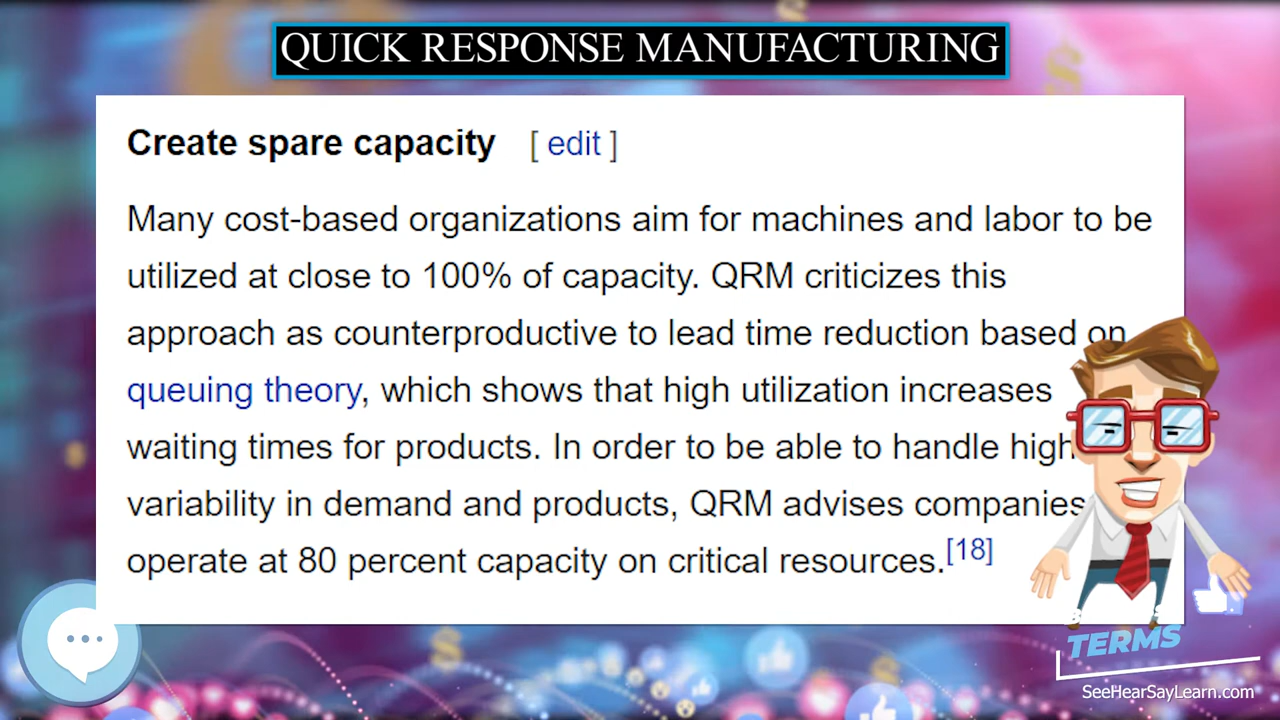 QUICK RESPONSE MANUFACTURING
Create spare capacity [ edit ]
Many cost-based organizations aim for machines and labor to be
utilized at close to 100% of capacity. QRM criticizes this
approach as counterproductive to lead time reduction based on
queuing theory, which shows that high utilization increases
waiting times for products. In order to be able to handle high
variability in demand and products, QRM advises companies
operate at 80 percent capacity on critical resources.[18]
TERMS
SeeHearSayLearn.com